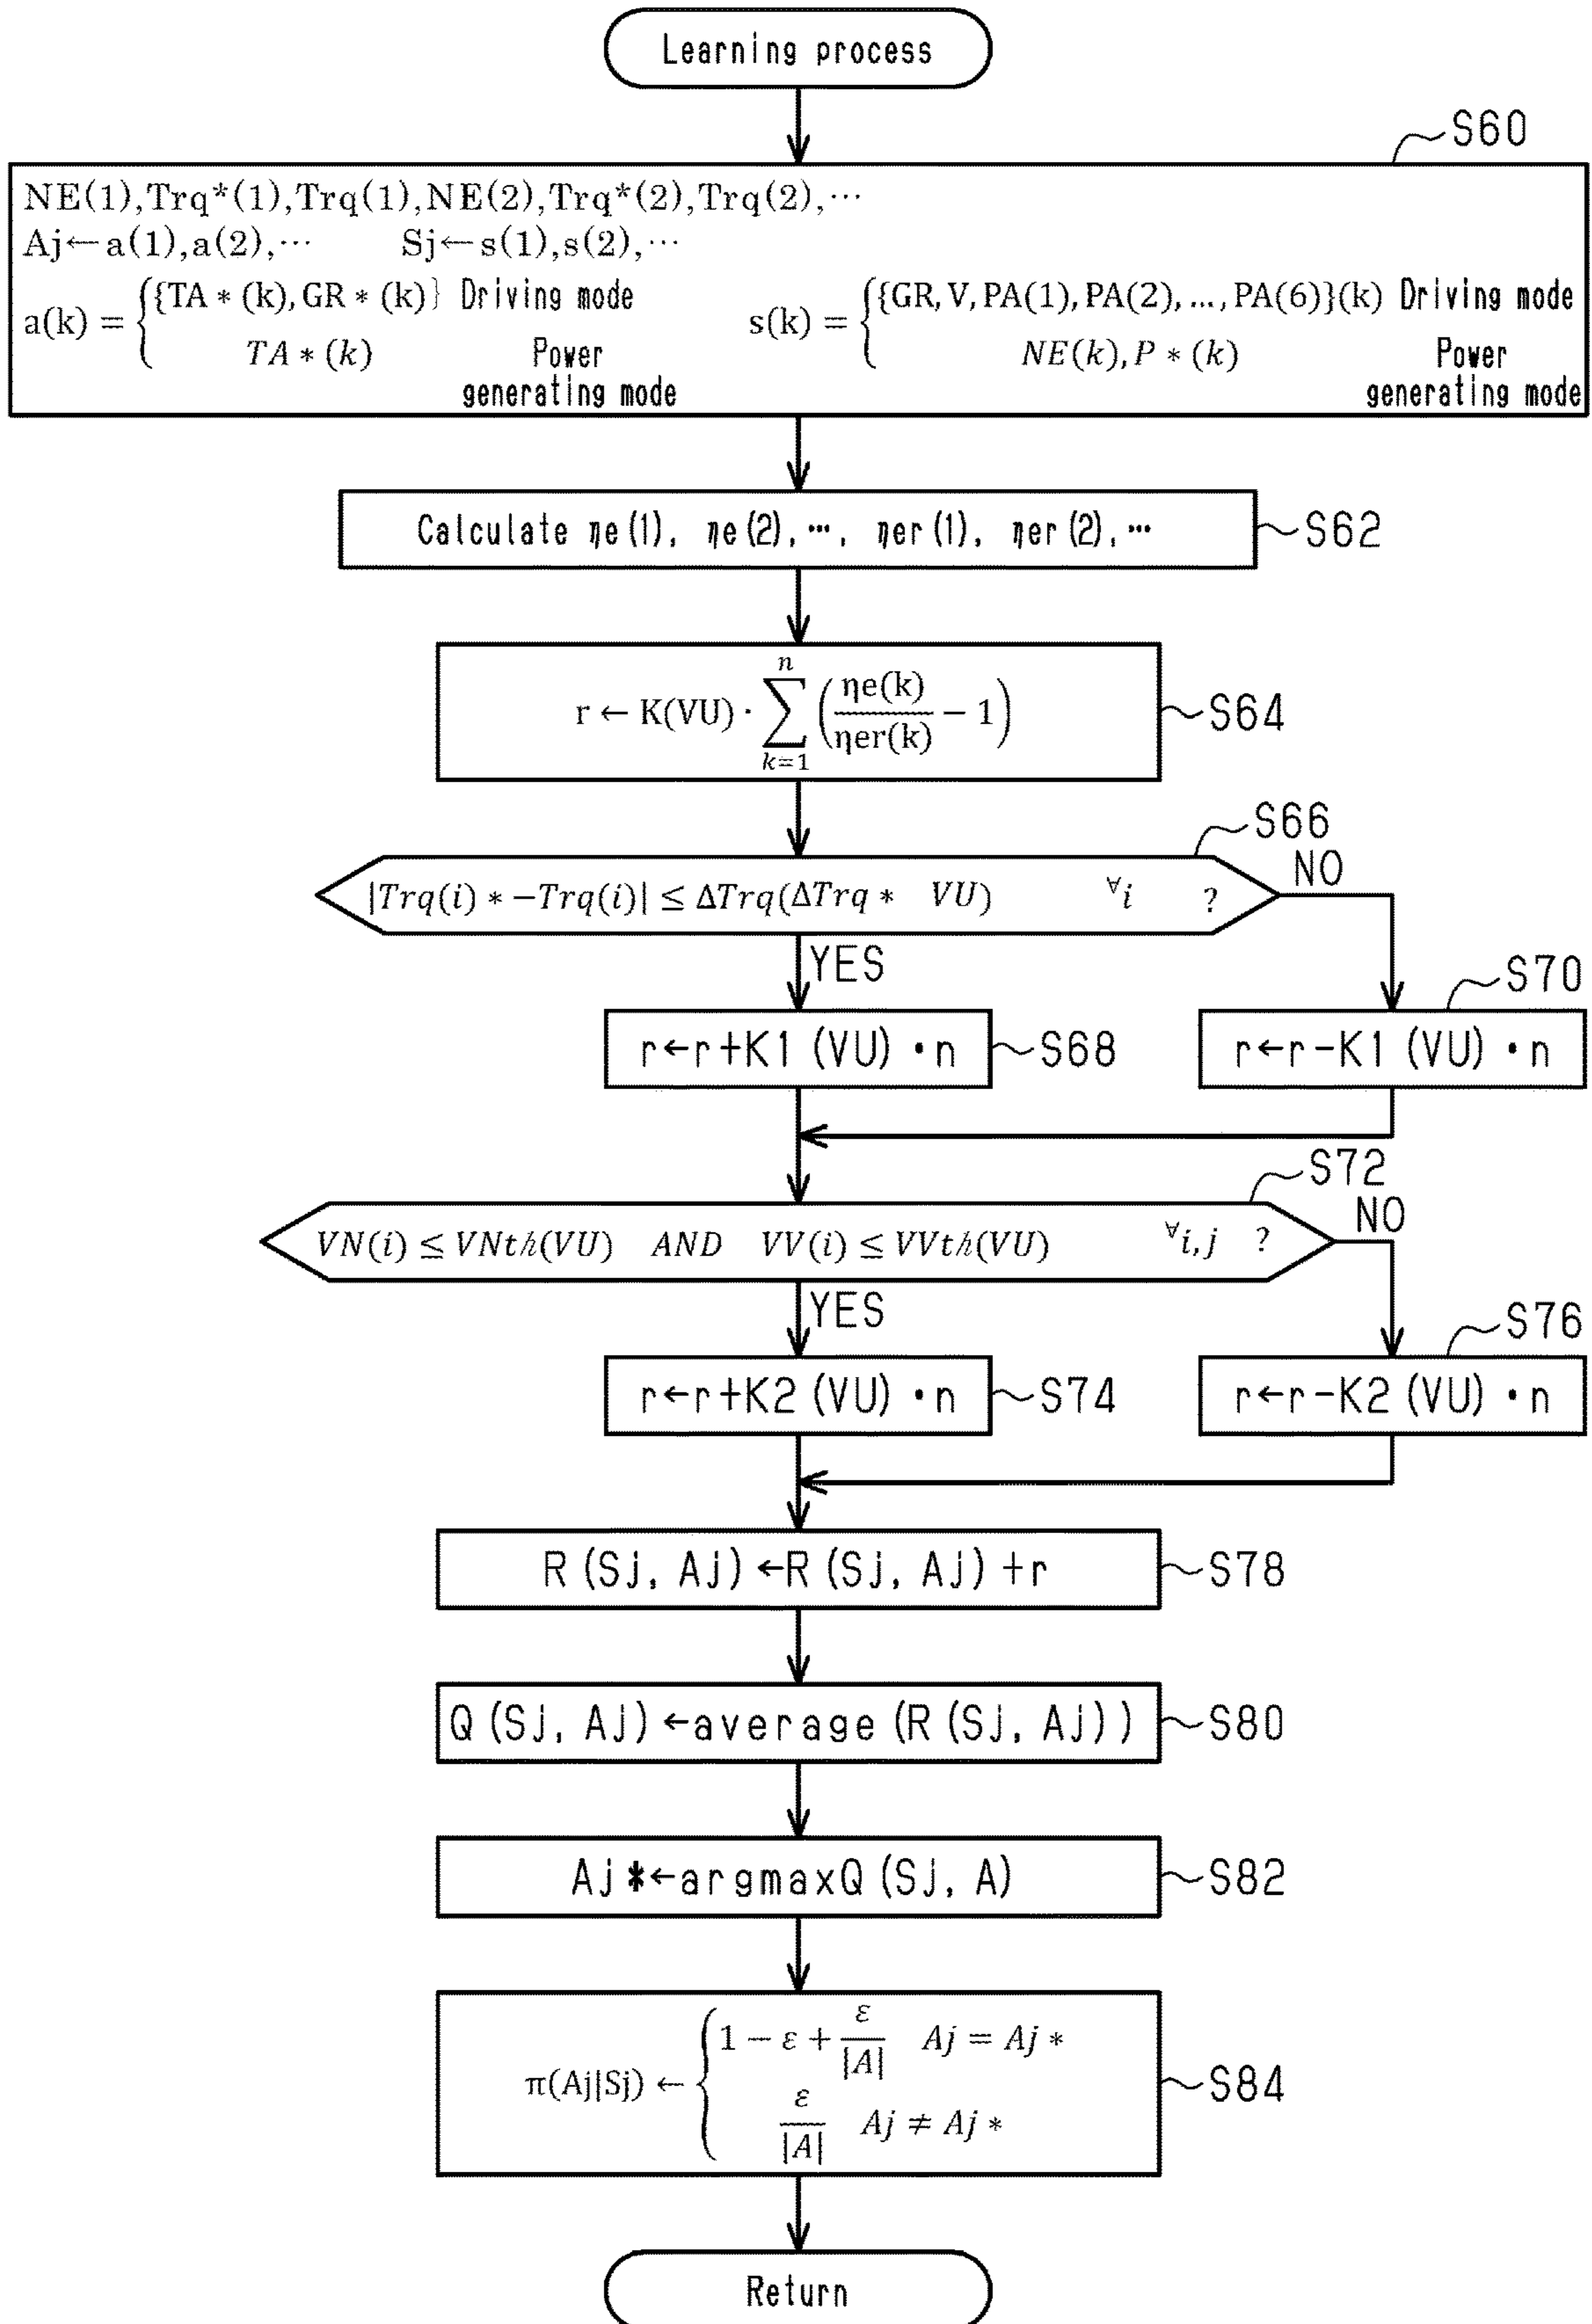 Learning process
S60
NE(1),Trq*(1),Trq(1),NE(2),Trq*(2),Trq(2),⋯
Aj←a(1),a(2),⋯ Sj←s(1),s(2),⋯
a(k) = { {TA*(k),GR*(k)} Driving mode
TA*(k) Power generating mode
s(k) = { {GR,V,PA(1),PA(2),...,PA(6)}(k) Driving mode
NE(k),P*(k) Power generating mode
Calculate ηe(1), ηe(2),⋯, ηer(1), ηer(2),⋯
S62
r ← K(VU)· ∑_{k=1}^{n} (ηe(k)/ηer(k) − 1)
S64
S66
|Trq(i)*−Trq(i)| ≤ ΔTrq(ΔTrq* VU) ∀i ?
NO
YES
S70
r←r+K1(VU)•n
S68
r←r−K1(VU)•n
S72
VN(i) ≤ VNth(VU) AND VV(i) ≤ VVth(VU) ∀i,j ?
NO
YES
S76
r←r+K2(VU)•n
S74
r←r−K2(VU)•n
R(Sj, Aj)←R(Sj, Aj)+r
S78
Q(Sj, Aj)←average(R(Sj, Aj))
S80
Aj*←argmaxQ(Sj, A)
S82
π(Aj|Sj) ← { 1 − ε + ε/|A| Aj = Aj*
ε/|A| Aj ≠ Aj*
S84
Return